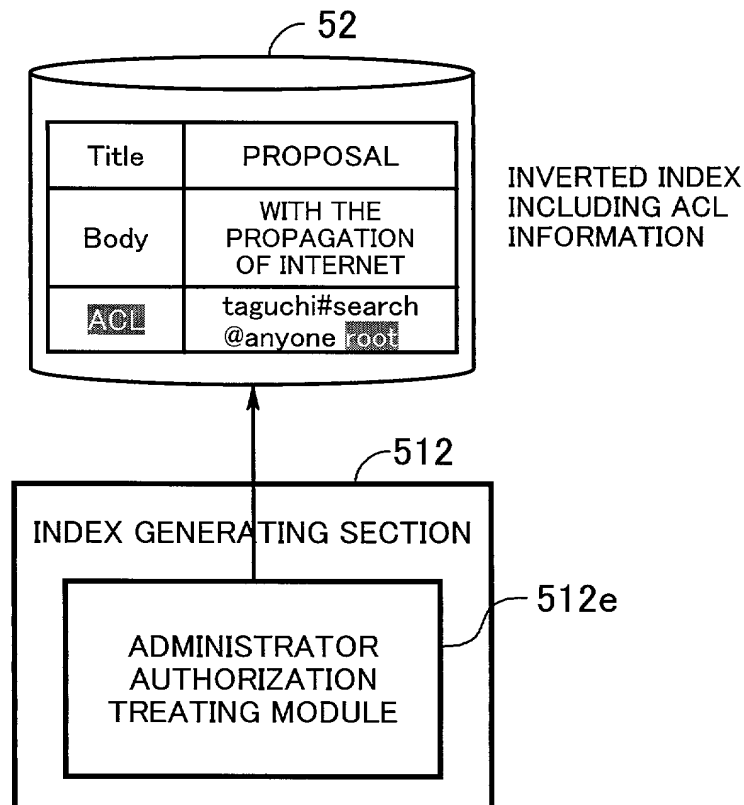 52
Title PROPOSAL
Body WITH THE
PROPAGATION
OF INTERNET
ACL taguchi#search
@anyone root
INVERTED INDEX
INCLUDING ACL
INFORMATION
512
INDEX GENERATING SECTION
512e
ADMINISTRATOR
AUTHORIZATION
TREATING MODULE